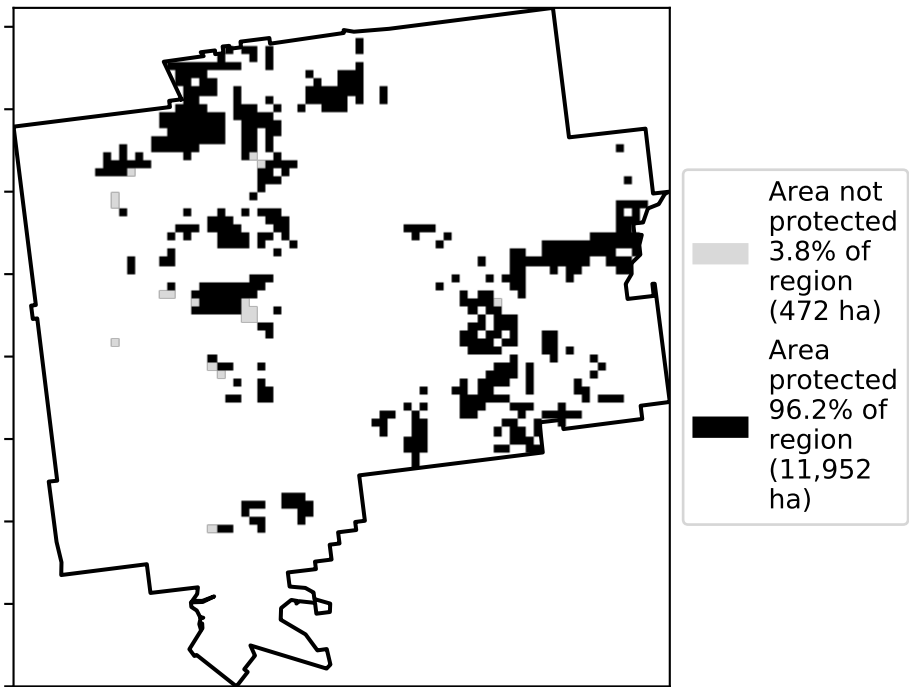 Area not
protected
3.8% of
region
(472 ha)
Area
protected
96.2% of
region
(11,952
ha)